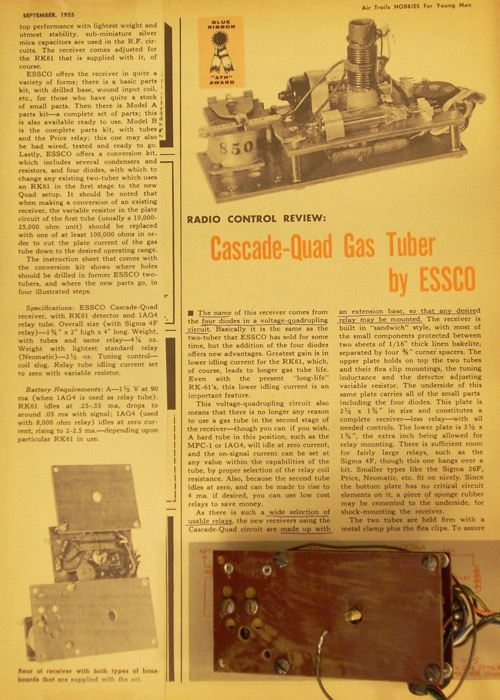 SEPTEMBER, 1955
Air Trails HOBBIES For Young Men
top performance with lightest weight and
utmost stability, sub-miniature silver
mica capacitors are used in the R.F. cir-
cuits. The receiver comes adjusted for
the RK61 that is supplied with it, of
course.
ESSCO offers the receiver in quite a
variety of forms; there is a basic parts
kit, with drilled base, wound input coil,
etc., for those who have quite a stock
of small parts. Then there is Model A
parts kit—a complete set of parts; this
is also available ready to use. Model B
is the complete parts kit, with tubes
and the Price relay; this one may also
be had wired, tested and ready to go.
Lastly, ESSCO offers a conversion kit,
which includes several condensers and
resistors, and four diodes, with which to
change any existing two-tuber which uses
an RK61 in the first stage to the new
Quad setup. It should be noted that
when making a conversion of an existing
receiver, the variable resistor in the plate
circuit of the first tube (usually a 10,000-
25,000 ohm unit) should be replaced
with one of at least 100,000 ohms in or-
der to cut the plate current of the gas
tube down to the desired operating range.
The instruction sheet that comes with
the conversion kit shows where holes
should be drilled in former ESSCO two-
tubers, and where the new parts go, in
four illustrated steps.
Specifications: ESSCO Cascade-Quad
receiver, with RK61 detector and 1AG4
relay tube. Overall size (with Sigma 4F
relay)—1¾" x 2" high x 4" long. Weight,
with tubes and same relay—4¼ oz.
Weight with lightest standard relay
(Neomatic)—2½ oz. Tuning control—
coil slug. Relay tube idling current set
to zero with variable resistor.
Battery Requirements: A—1½ V at 90
ma (when 1AG4 is used as relay tube).
RK61 idles at .25-.35 ma, drops to
around .05 ma with signal; 1AG4 (used
with 8,000 ohm relay) idles at zero cur-
rent, rising to 2-2.5 ma.—depending upon
particular RK61 in use.
Rear of receiver with both types of base-
boards that are supplied with the set.
BLUE
RIBBON
"ATH"
AWARD
850
RADIO CONTROL REVIEW:
Cascade-Quad Gas Tuber
by ESSCO
■ The name of this receiver comes from
the four diodes in a voltage-quadrupling
circuit. Basically it is the same as the
two-tuber that ESSCO has sold for some
time, but the addition of the four diodes
offers new advantages. Greatest gain is in
lower idling current for the RK61, which,
of course, leads to longer gas tube life.
Even with the present "long-life"
RK-61's, this lower idling current is an
important feature.
This voltage-quadrupling circuit also
means that there is no longer any reason
to use a gas tube in the second stage of
the receiver—though you can if you wish.
A hard tube in this position, such as the
MPC-1 or 1AG4, will idle at zero current,
and the on-signal current can be set at
any value within the capabilities of the
tube, by proper selection of the relay coil
resistance. Also, because the second tube
idles at zero, and can be made to rise to
4 ma. if desired, you can use low cost
relays to save money.
As there is such a wide selection of
usable relays, the new receivers using the
Cascade-Quad circuit are made up with
an extension base, so that any desired
relay may be mounted. The receiver is
built in "sandwich" style, with most of
the small components protected between
two sheets of 1/16" thick linen bakelite,
separated by four ⅝" corner spacers. The
upper plate holds on top the two tubes
and their flea clip mountings, the tuning
inductance and the detector adjusting
variable resistor. The underside of this
same plate carries all of the small parts
including the four diodes. This plate is
2½ x 1¾" in size and constitutes a
complete receiver—less relay—with all
needed controls. The lower plate is 3½ x
1¾", the extra inch being allowed for
relay mounting. There is sufficient room
for fairly large relays, such as the
Sigma 4F, though this one hangs over a
bit. Smaller types like the Sigma 26F,
Price, Neomatic, etc. fit on nicely. Since
the bottom plate has no critical circuit
elements on it, a piece of sponge rubber
may be cemented to the underside, for
shock-mounting the receiver.
The two tubes are held firm with a
metal clamp plus the flea clips. To assure